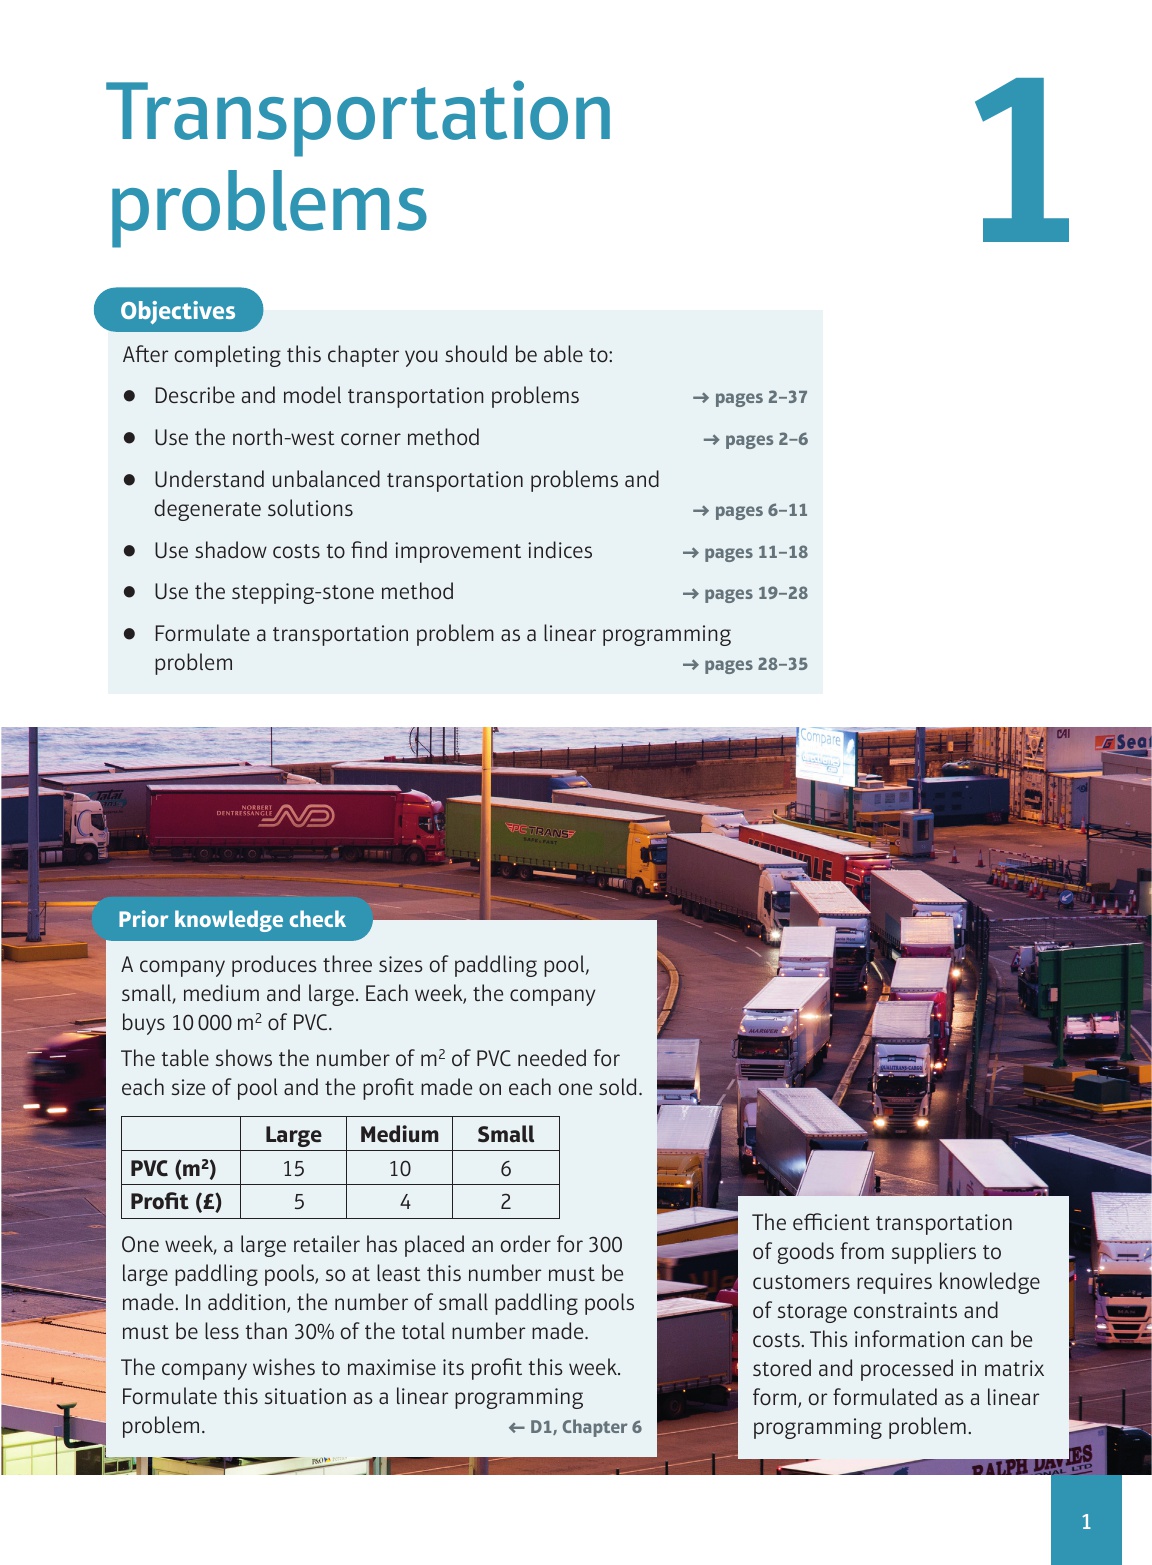 Transportation
problems
1
Objectives
After completing this chapter you should be able to:
● Describe and model transportation problems → pages 2–37
● Use the north-west corner method → pages 2–6
● Understand unbalanced transportation problems and
degenerate solutions → pages 6–11
● Use shadow costs to find improvement indices → pages 11–18
● Use the stepping-stone method → pages 19–28
● Formulate a transportation problem as a linear programming
problem → pages 28–35
Compare
CAI
Seat
NORBERT
DENTRESSANGLE ND
PC TRANS
Prior knowledge check
A company produces three sizes of paddling pool,
small, medium and large. Each week, the company
buys 10 000 m² of PVC.
The table shows the number of m² of PVC needed for
each size of pool and the profit made on each one sold.
Large Medium Small
PVC (m²) 15 10 6
Profit (£) 5 4 2
One week, a large retailer has placed an order for 300
large paddling pools, so at least this number must be
made. In addition, the number of small paddling pools
must be less than 30% of the total number made.
The company wishes to maximise its profit this week.
Formulate this situation as a linear programming
problem. ← D1, Chapter 6
The efficient transportation
of goods from suppliers to
customers requires knowledge
of storage constraints and
costs. This information can be
stored and processed in matrix
form, or formulated as a linear
programming problem.
P&O
RALPH DAVIES
1